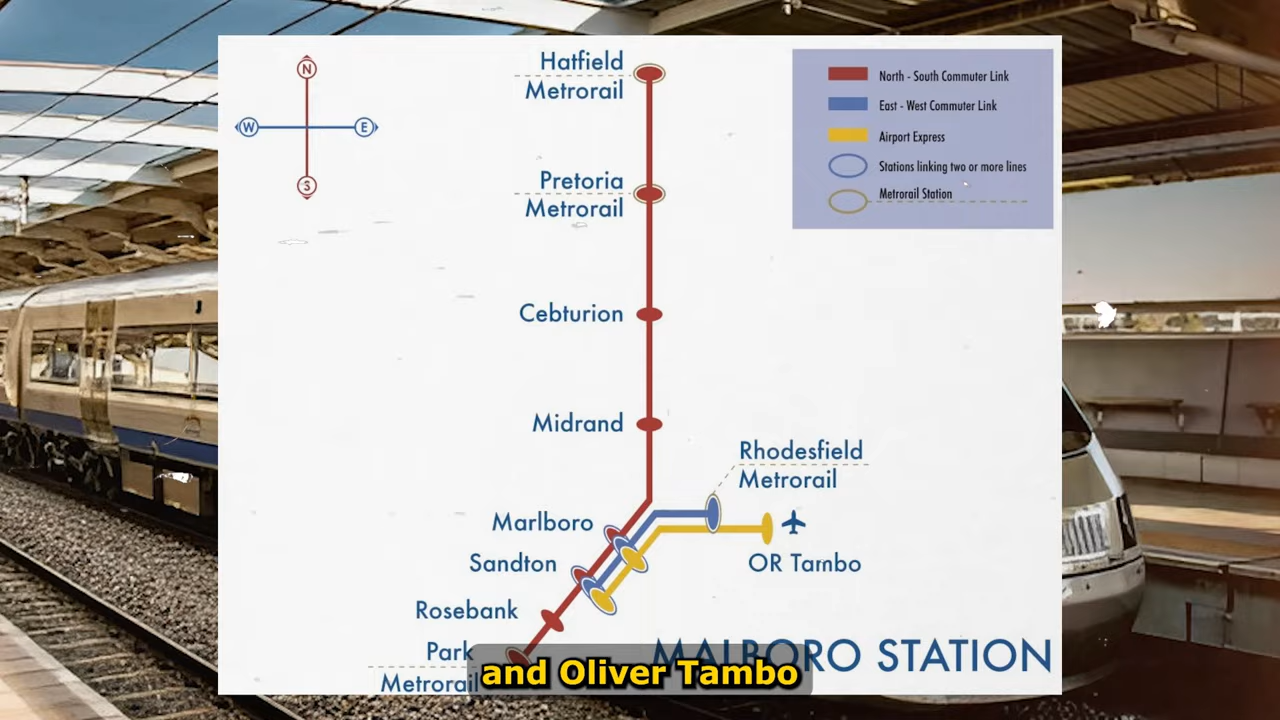 N
W
E
S
Hatfield
Metrorail
Pretoria
Metrorail
Cebturion
Midrand
Rhodesfield
Metrorail
Marlboro
Sandton
OR Tambo
Rosebank
Park
Metrorail
North - South Commuter Link
East - West Commuter Link
Airport Express
Stations linking two or more lines
Metrorail Station
MALBORO STATION
and Oliver Tambo